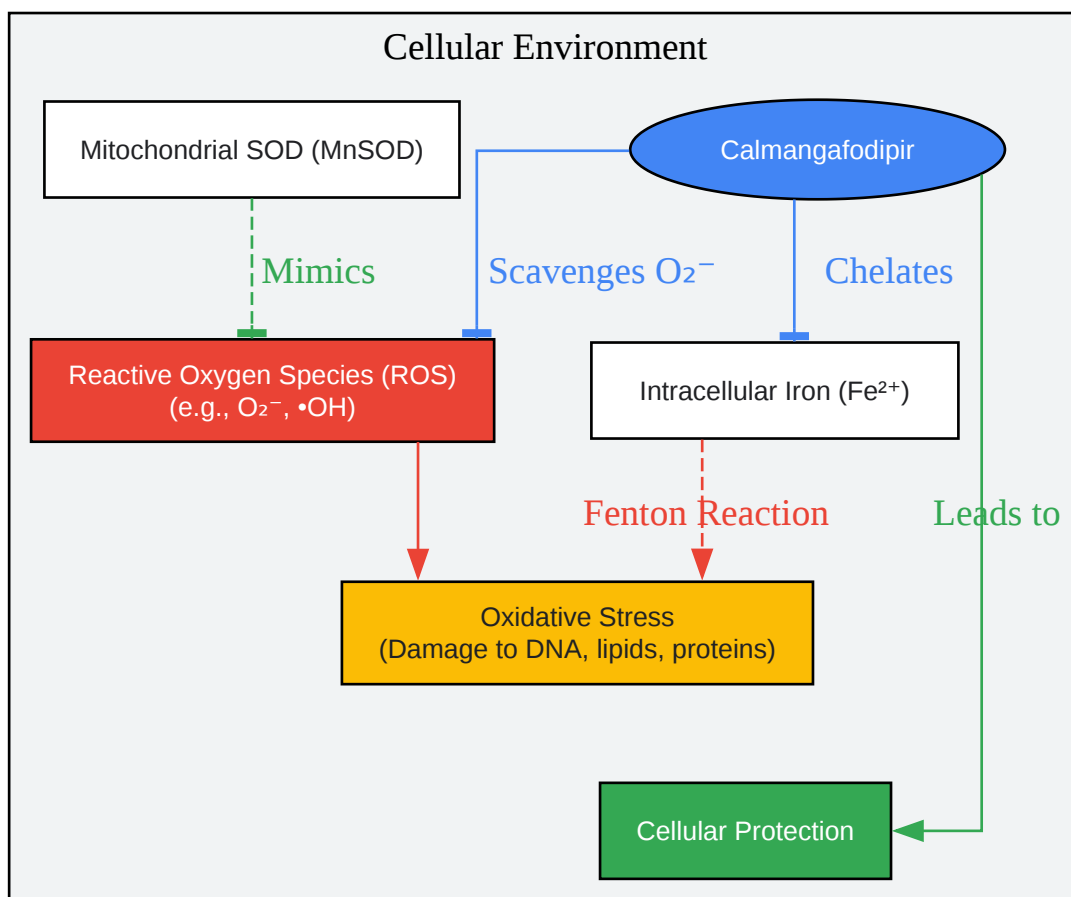 Cellular Environment
Mitochondrial SOD (MnSOD)
Calmangafodipir
Mimics
Scavenges O₂⁻
Chelates
Reactive Oxygen Species (ROS)
(e.g., O₂⁻, •OH)
Intracellular Iron (Fe²⁺)
Fenton Reaction
Leads to
Oxidative Stress
(Damage to DNA, lipids, proteins)
Cellular Protection